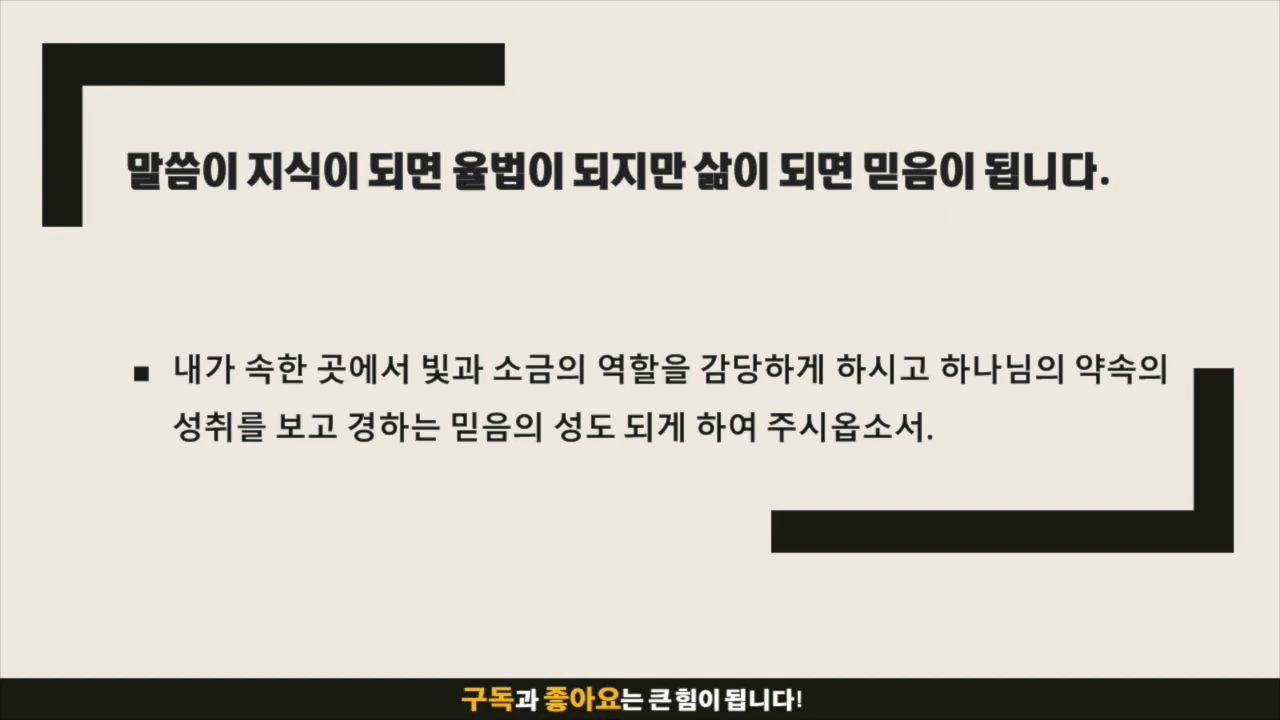 말씀이 지식이 되면 율법이 되지만 삶이 되면 믿음이 됩니다.
■ 내가 속한 곳에서 빛과 소금의 역할을 감당하게 하시고 하나님의 약속의
성취를 보고 경하는 믿음의 성도 되게 하여 주시옵소서.
구독과 좋아요는 큰 힘이 됩니다!